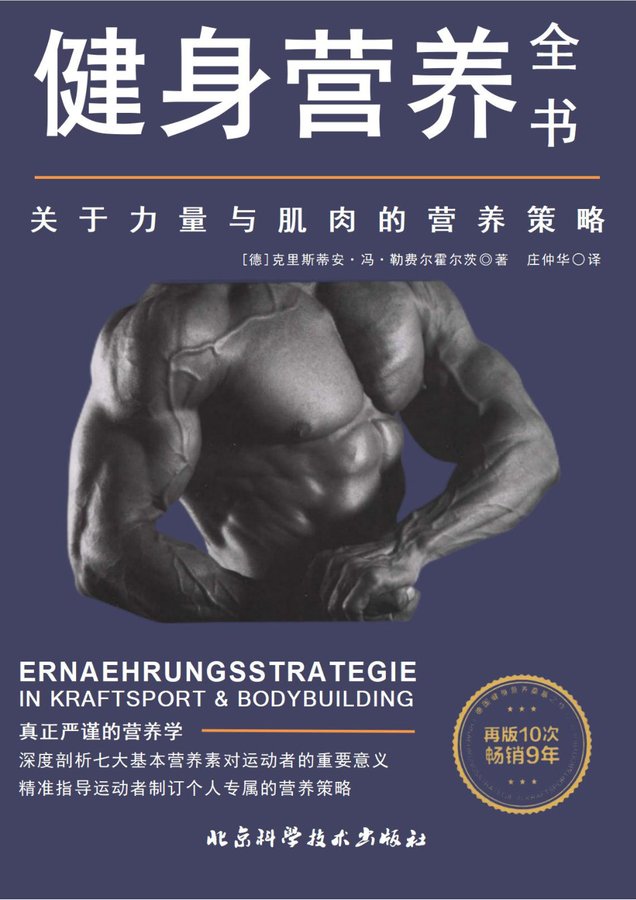 健身营养全书
关于力量与肌肉的营养策略
[德]克里斯蒂安·冯·勒费尔霍尔茨◎著 庄仲华〇译
ERNAEHRUNGSSTRATEGIE
IN KRAFTSPORT & BODYBUILDING
真正严谨的营养学
深度剖析七大基本营养素对运动者的重要意义
精准指导运动者制订个人专属的营养策略
再版10次
畅销9年
北京科学技术出版社